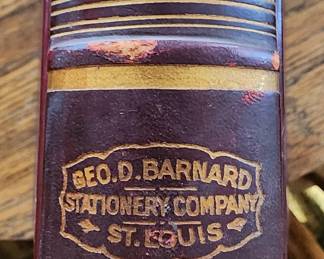 GEO. D. BARNARD
STATIONERY COMPANY
ST. LOUIS